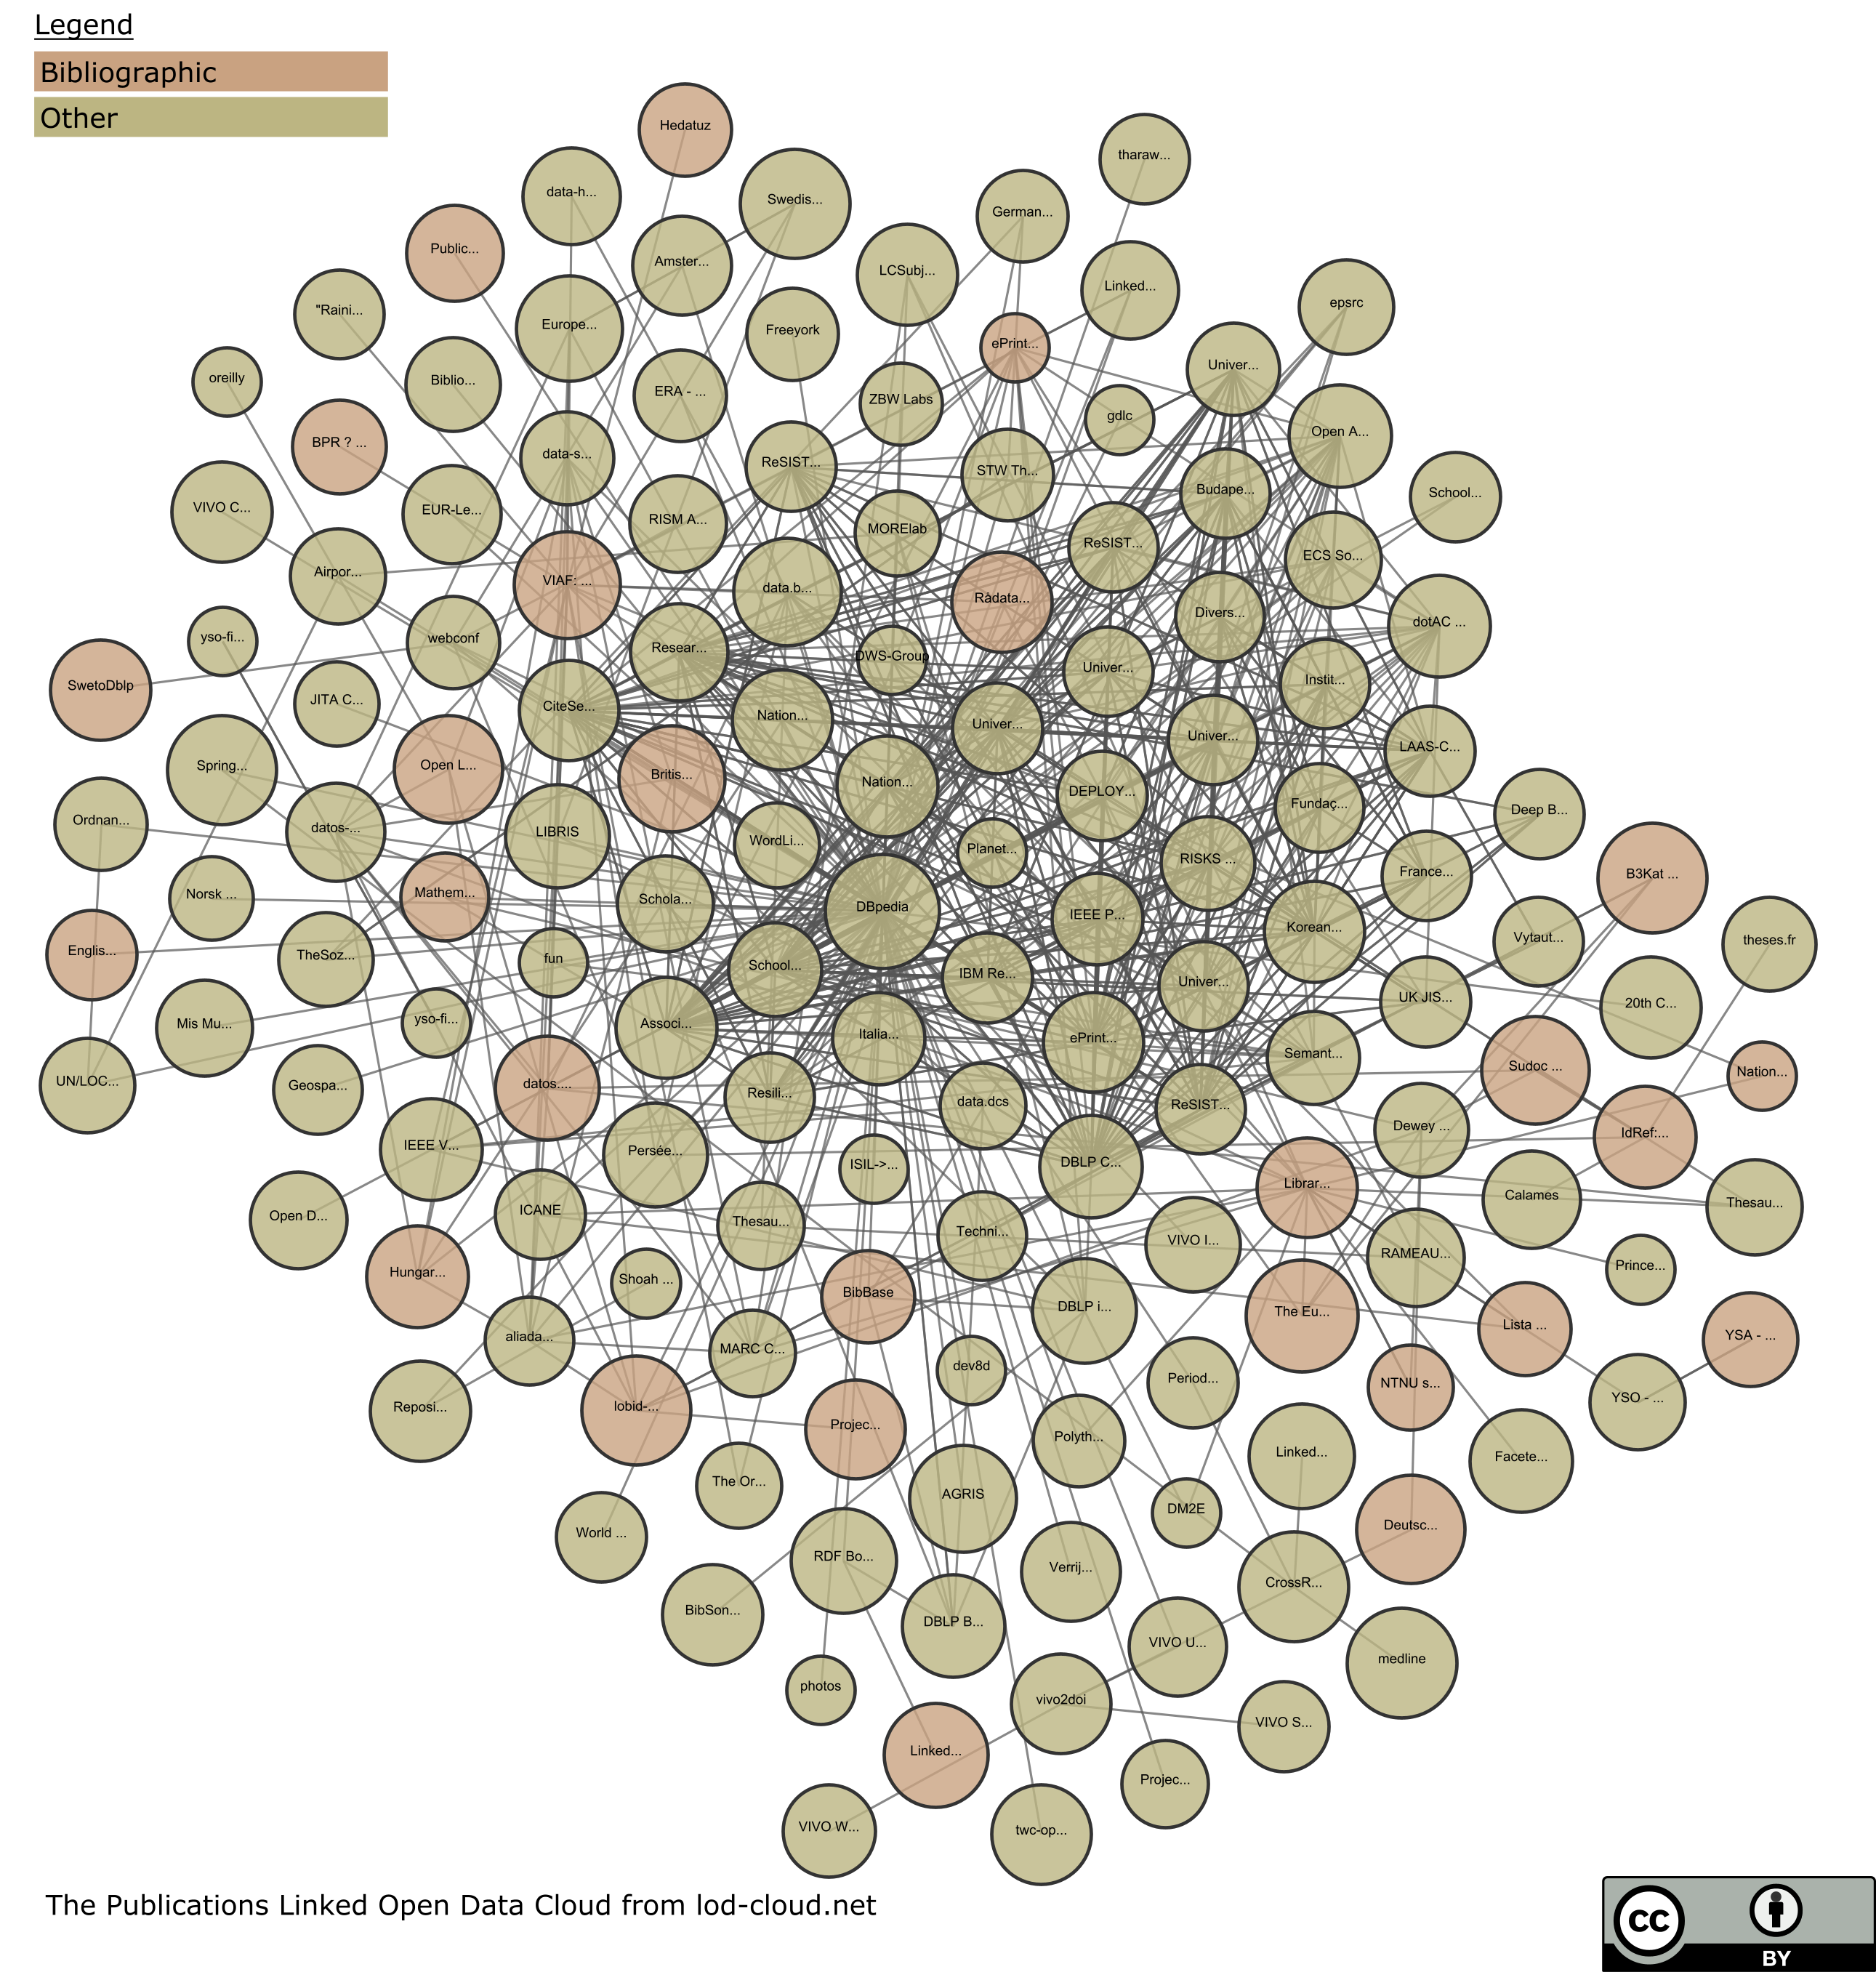 Legend
Bibliographic
Other
Hedatuz
tharaw...
data-h...
Swedis...
German...
Public...
Amster...
LCSubj...
Linked...
"Raini...
Europe...
Freeyork
ePrint...
epsrc
oreilly
Biblio...
ERA - ...
ZBW Labs
gdlc
Univer...
Open A...
BPR ? ...
data-s...
ReSIST...
STW Th...
Budape...
School...
VIVO C...
EUR-Le...
RISM A...
MORElab
ReSIST...
ECS So...
Airpor...
VIAF: ...
data.b...
Rådata...
Divers...
dotAC ...
yso-fi...
webconf
Resear...
DWS-Group
Univer...
Instit...
SwetoDblp
JITA C...
CiteSe...
Nation...
Univer...
Univer...
LAAS-C...
Spring...
Open L...
Britis...
Nation...
DEPLOY...
Fundaç...
Deep B...
Ordnan...
datos-...
LIBRIS
WordLi...
Planet...
RISKS ...
France...
B3Kat ...
Norsk ...
Mathem...
Schola...
DBpedia
IEEE P...
Korean...
Vytaut...
theses.fr
Englis...
TheSoz...
fun
School...
IBM Re...
Univer...
UK JIS...
20th C...
Mis Mu...
yso-fi...
Associ...
Italia...
ePrint...
Semant...
Sudoc ...
Nation...
UN/LOC...
Geospa...
datos....
Resili...
data.dcs
ReSIST...
Dewey ...
IdRef:...
IEEE V...
Persée...
ISIL->...
DBLP C...
Librar...
Calames
Thesau...
Open D...
ICANE
Thesau...
Techni...
VIVO I...
RAMEAU...
Prince...
Hungar...
Shoah ...
BibBase
DBLP i...
The Eu...
Lista ...
YSA - ...
aliada...
MARC C...
dev8d
Period...
NTNU s...
YSO - ...
Reposi...
lobid-...
Projec...
Polyth...
Linked...
Facete...
The Or...
AGRIS
DM2E
Deutsc...
World ...
RDF Bo...
Verrij...
CrossR...
BibSon...
DBLP B...
VIVO U...
medline
photos
vivo2doi
VIVO S...
Linked...
Projec...
VIVO W...
twc-op...
The Publications Linked Open Data Cloud from lod-cloud.net
cc
BY